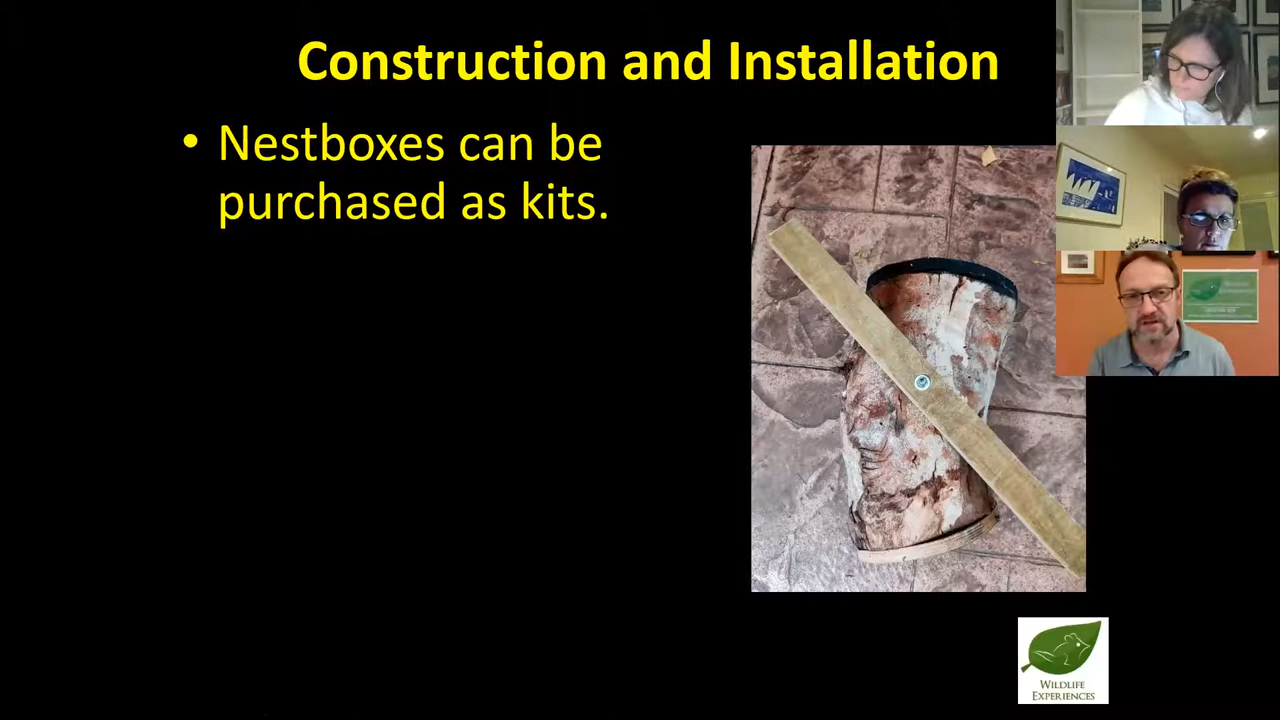 Construction and Installation
• Nestboxes can be
purchased as kits.
WILDLIFE
EXPERIENCES